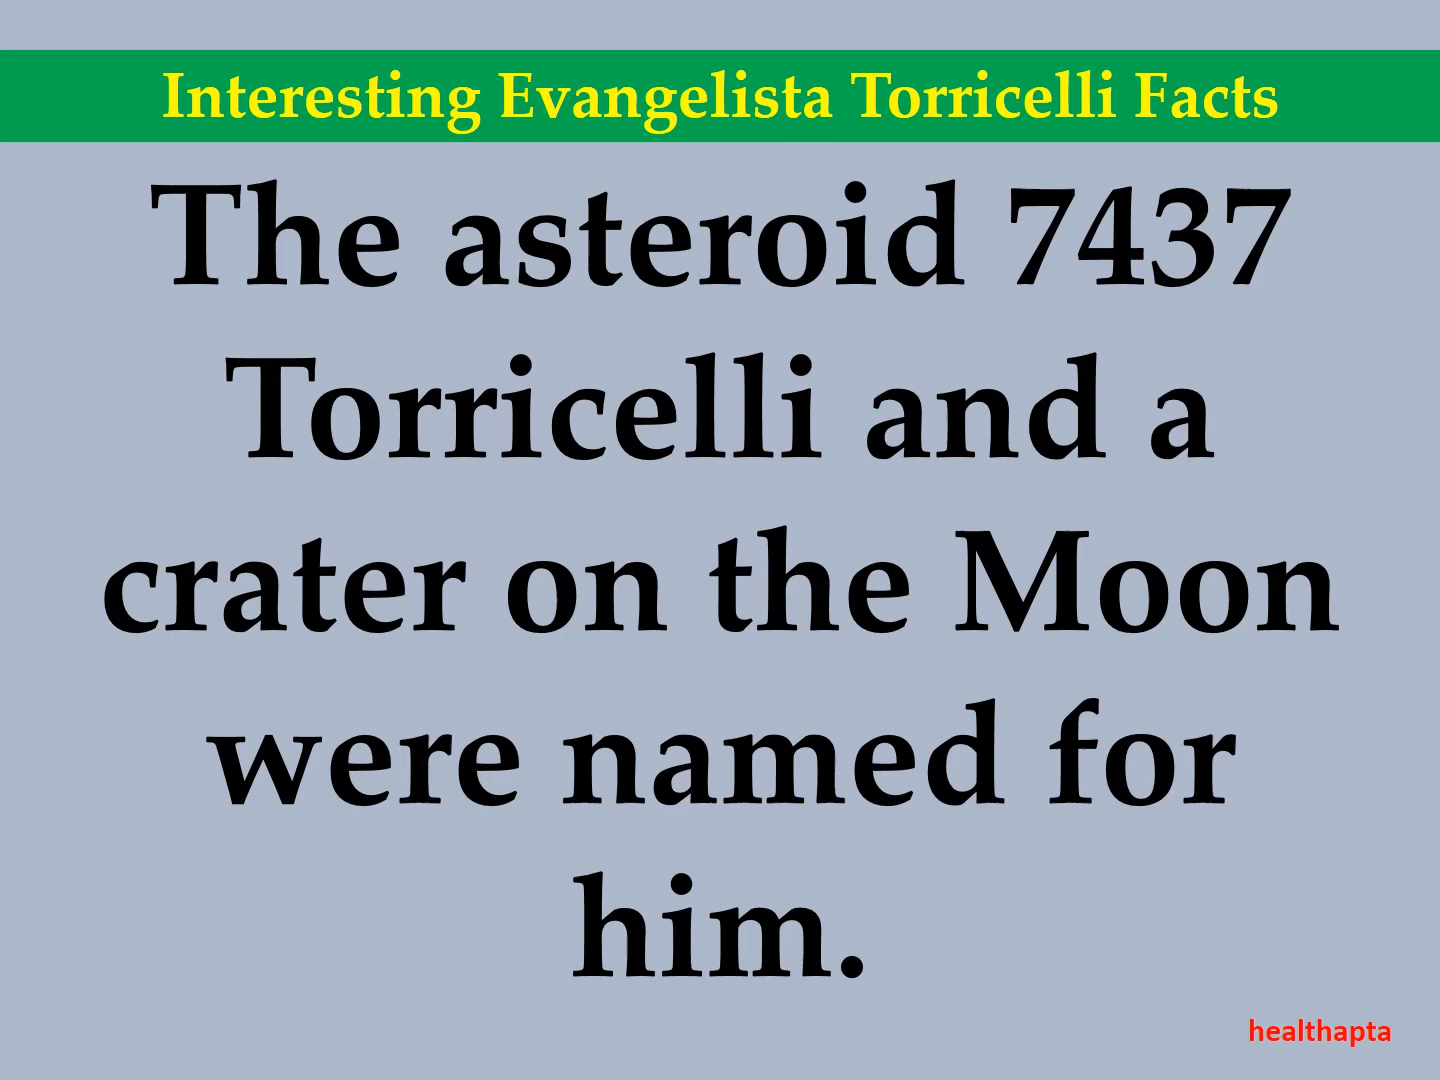 Interesting Evangelista Torricelli Facts
The asteroid 7437
Torricelli and a
crater on the Moon
were named for
him.
healthapta